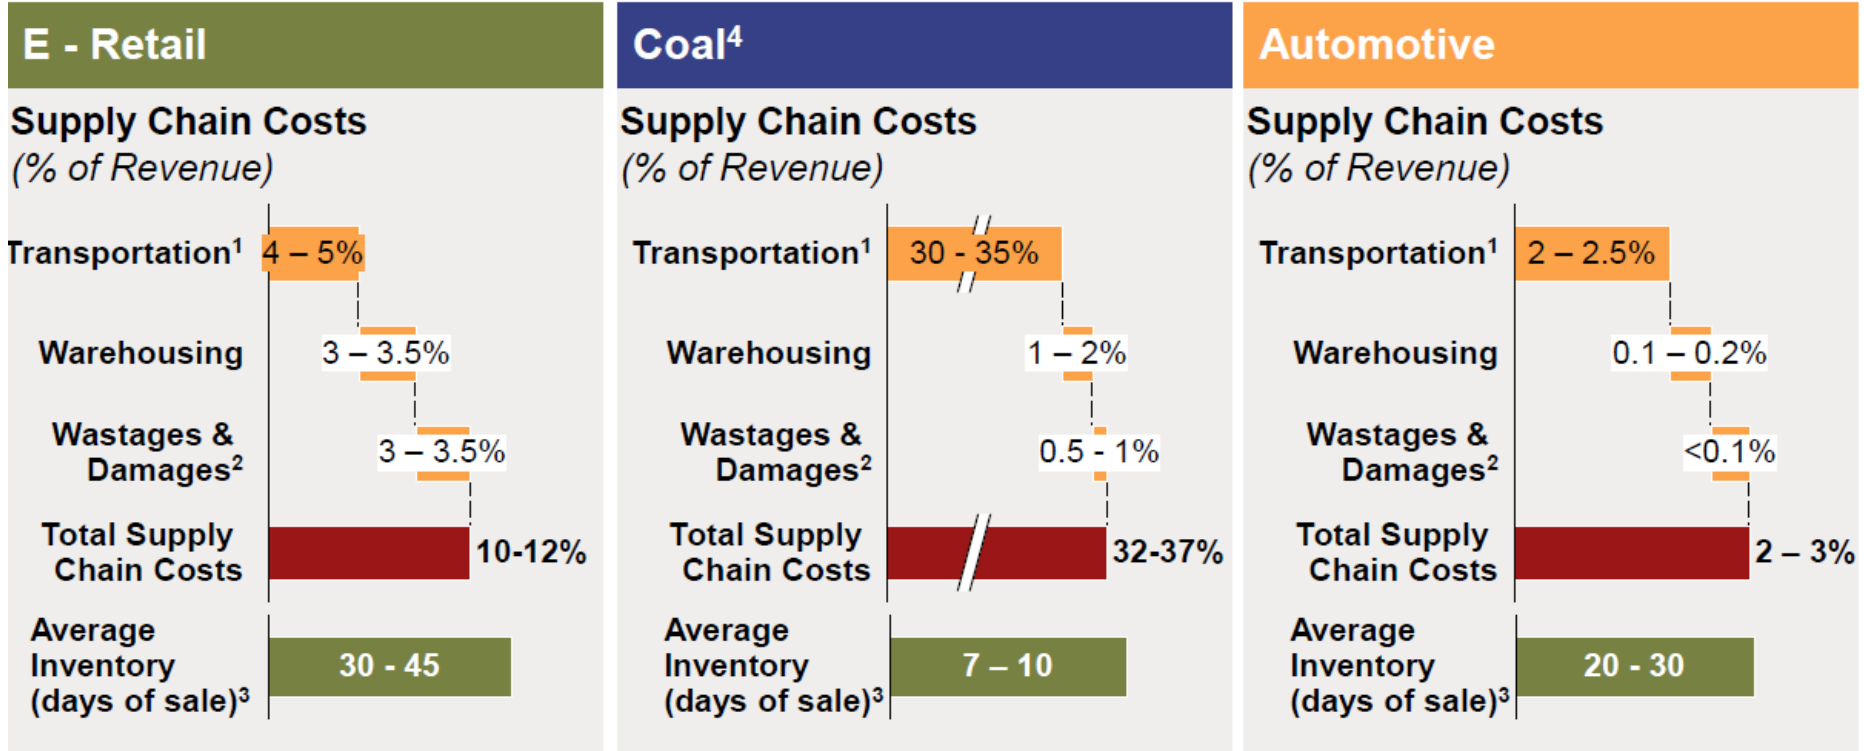 E - Retail
Supply Chain Costs
(% of Revenue)
Transportation¹
4 – 5%
Warehousing
3 – 3.5%
Wastages &
Damages²
3 – 3.5%
Total Supply
Chain Costs
10-12%
Average
Inventory
(days of sale)³
30 - 45
Coal⁴
Supply Chain Costs
(% of Revenue)
Transportation¹
30 - 35%
Warehousing
1 – 2%
Wastages &
Damages²
0.5 - 1%
Total Supply
Chain Costs
32-37%
Average
Inventory
(days of sale)³
7 – 10
Automotive
Supply Chain Costs
(% of Revenue)
Transportation¹
2 – 2.5%
Warehousing
0.1 – 0.2%
Wastages &
Damages²
<0.1%
Total Supply
Chain Costs
2 – 3%
Average
Inventory
(days of sale)³
20 - 30